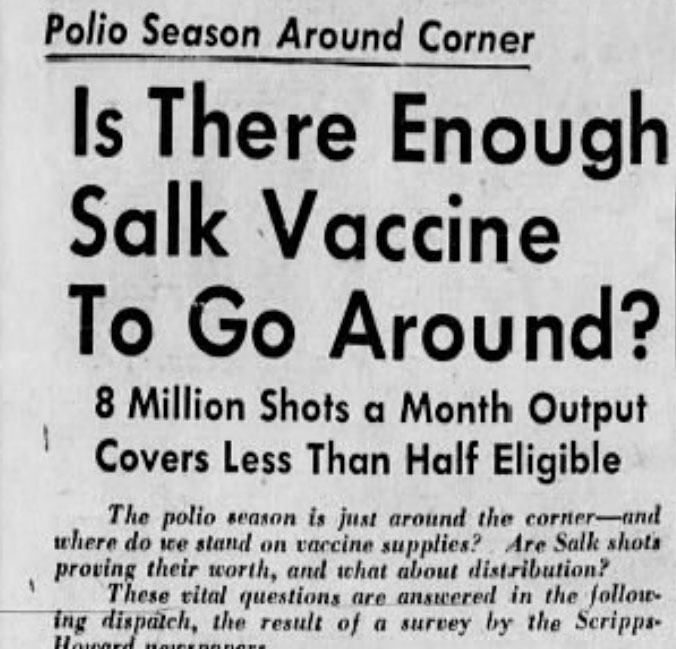 Polio Season Around Corner
Is There Enough
Salk Vaccine
To Go Around?
8 Million Shots a Month Output
Covers Less Than Half Eligible
The polio season is just around the corner—and
where do we stand on vaccine supplies? Are Salk shots
proving their worth, and what about distribution?
These vital questions are answered in the follow-
ing dispatch, the result of a survey by the Scripps-
Howard newspapers